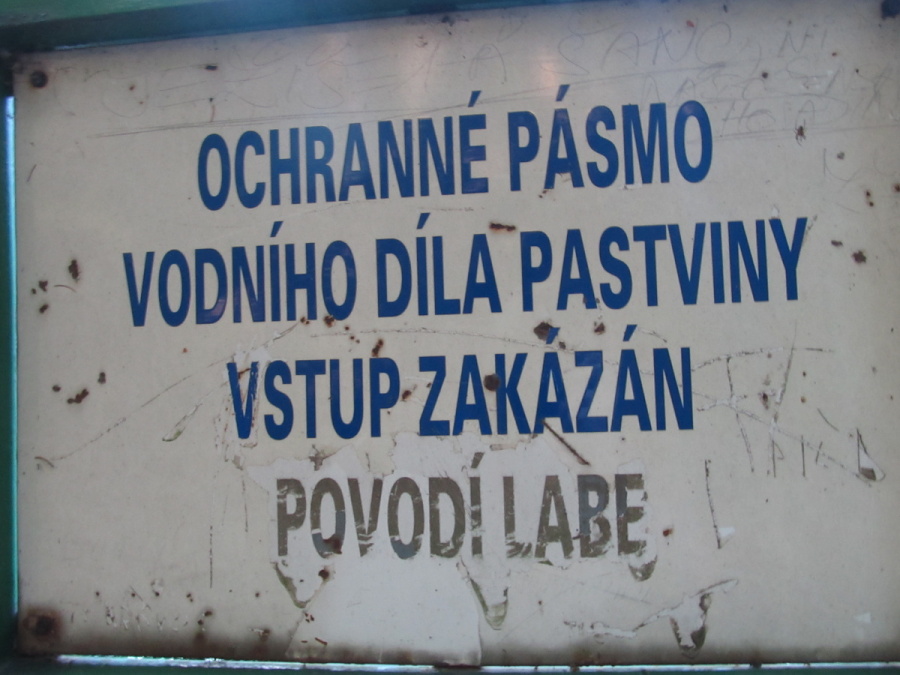 OCHRANNÉ PÁSMO
VODNÍHO DÍLA PASTVINY
VSTUP ZAKÁZÁN
POVODÍ LABE